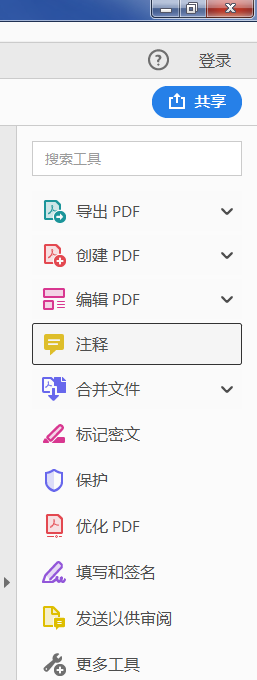 登录
共享
搜索工具
导出 PDF
创建 PDF
编辑 PDF
注释
合并文件
标记密文
保护
优化 PDF
填写和签名
发送以供审阅
更多工具